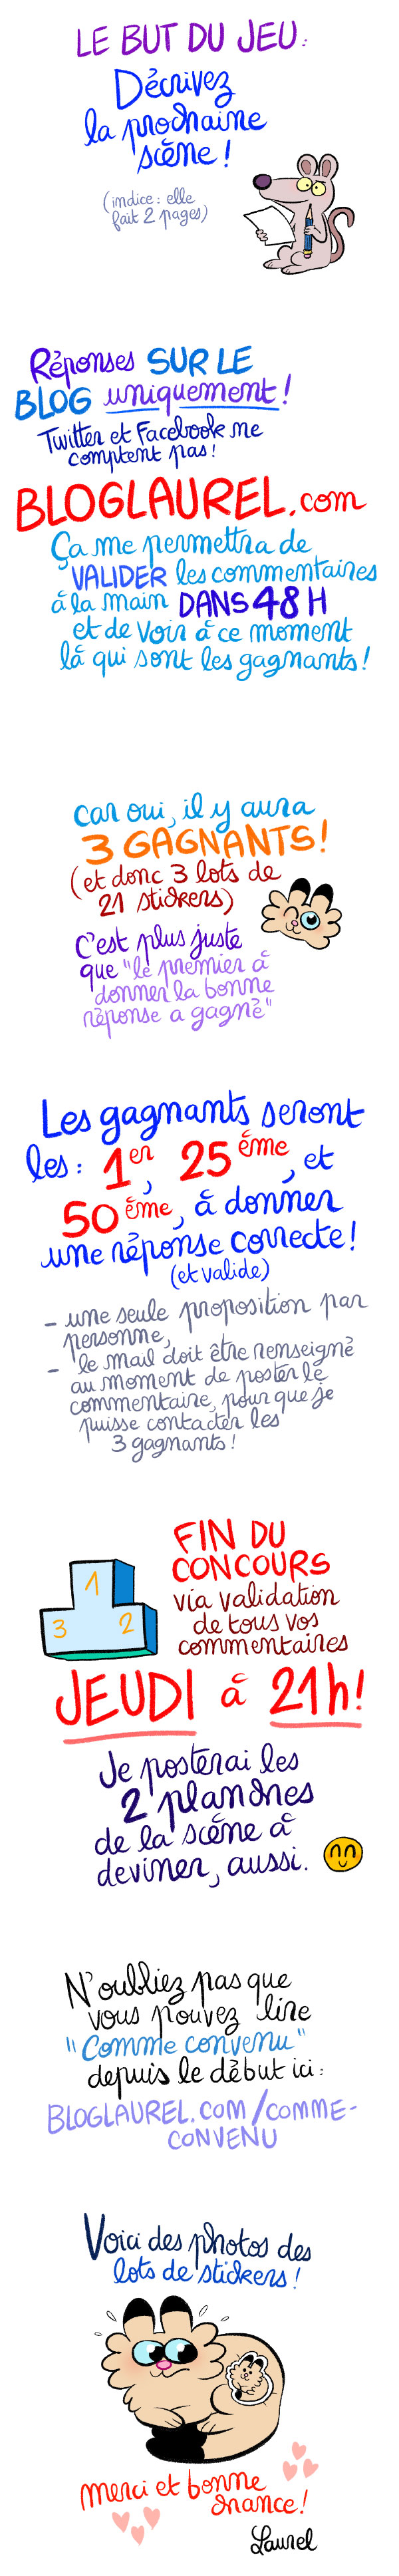 LE BUT DU JEU :
Décrivez
la prochaine
scène !
(indice : elle
fait 2 pages)
Réponses SUR LE
BLOG uniquement !
Twitter et Facebook ne
comptent pas !
BLOGLAUREL.com
Ça me permettra de
VALIDER les commentaires
à la main DANS 48 H
et de voir à ce moment
là qui sont les gagnants !
Car oui, il y aura
3 GAGNANTS !
(et donc 3 lots de
21 stickers)
C'est plus juste
que "le premier à
donner la bonne
réponse a gagné"
Les gagnants seront
les : 1er, 25ème, et
50ème, à donner
une réponse correcte !
(et valide)
- une seule proposition par
personne,
- le mail doit être renseigné
au moment de poster le
commentaire, pour que je
puisse contacter les
3 gagnants !
FIN DU
CONCOURS
1
3 2
via validation
de tous vos
commentaires
JEUDI à 21h !
Je posterai les
2 planches
de la scène à
deviner, aussi.
N'oubliez pas que
vous pouvez lire
"Comme convenu"
depuis le début ici :
BLOGLAUREL.COM/COMME-
CONVENU
Voici des photos des
lots de stickers !
merci et bonne
chance !
Laurel